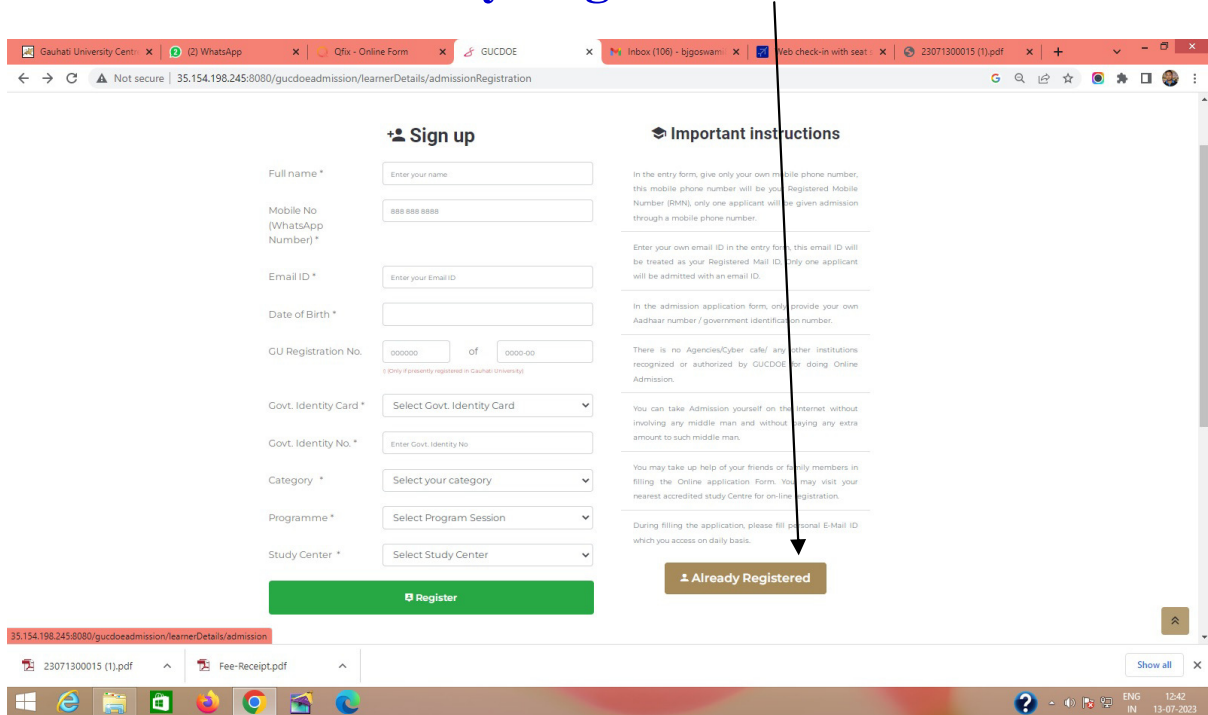 Gauhati University Centr
(2) WhatsApp
Qfix - Online Form
GUCDOE
Inbox (106) - bjgoswami
Web check-in with seat s
23071300015 (1).pdf
Not secure | 35.154.198.245:8080/gucdoeadmission/learnerDetails/admissionRegistration
Sign up
Full name *
Enter your name
Mobile No
(WhatsApp
Number) *
888 888 8888
Email ID *
Enter your Email ID
Date of Birth *
GU Registration No.
000000 of 0000-00
(Only if presently registered in Gauhati University)
Govt. Identity Card *
Select Govt. Identity Card
Govt. Identity No. *
Enter Govt. Identity No
Category *
Select your category
Programme *
Select Program Session
Study Center *
Select Study Center
Register
Important instructions
In the entry form, give only your own mobile phone number,
this mobile phone number will be your Registered Mobile
Number (RMN), only one applicant will be given admission
through a mobile phone number.
Enter your own email ID in the entry form, this email ID will
be treated as your Registered Mail ID, Only one applicant
will be admitted with an email ID.
In the admission application form, only provide your own
Aadhaar number / government identification number.
There is no Agencies/Cyber cafe/ any other institutions
recognized or authorized by GUCDOE for doing Online
Admission.
You can take Admission yourself on the Internet without
involving any middle man and without paying any extra
amount to such middle man.
You may take up help of your friends or family members in
filling the Online application Form. You may visit your
nearest accredited study Centre for on-line registration.
During filling the application, please fill personal E-Mail ID
which you access on daily basis.
Already Registered
35.154.198.245:8080/gucdoeadmission/learnerDetails/admission
23071300015 (1).pdf
Fee-Receipt.pdf
Show all
ENG 12:42
IN 13-07-2023